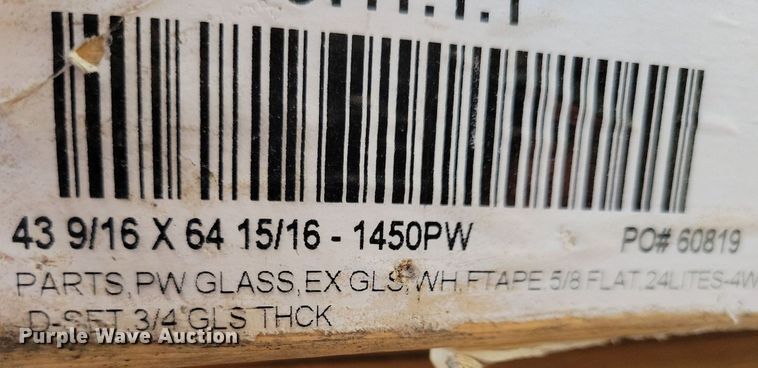 43 9/16 X 64 15/16 - 1450PW PO# 60819
PARTS,PW GLASS,EX GLS,WH,FTAPE 5/8 FLAT,24LITES-4W
D-SET 3/4 GLS THCK
Purple Wave Auction